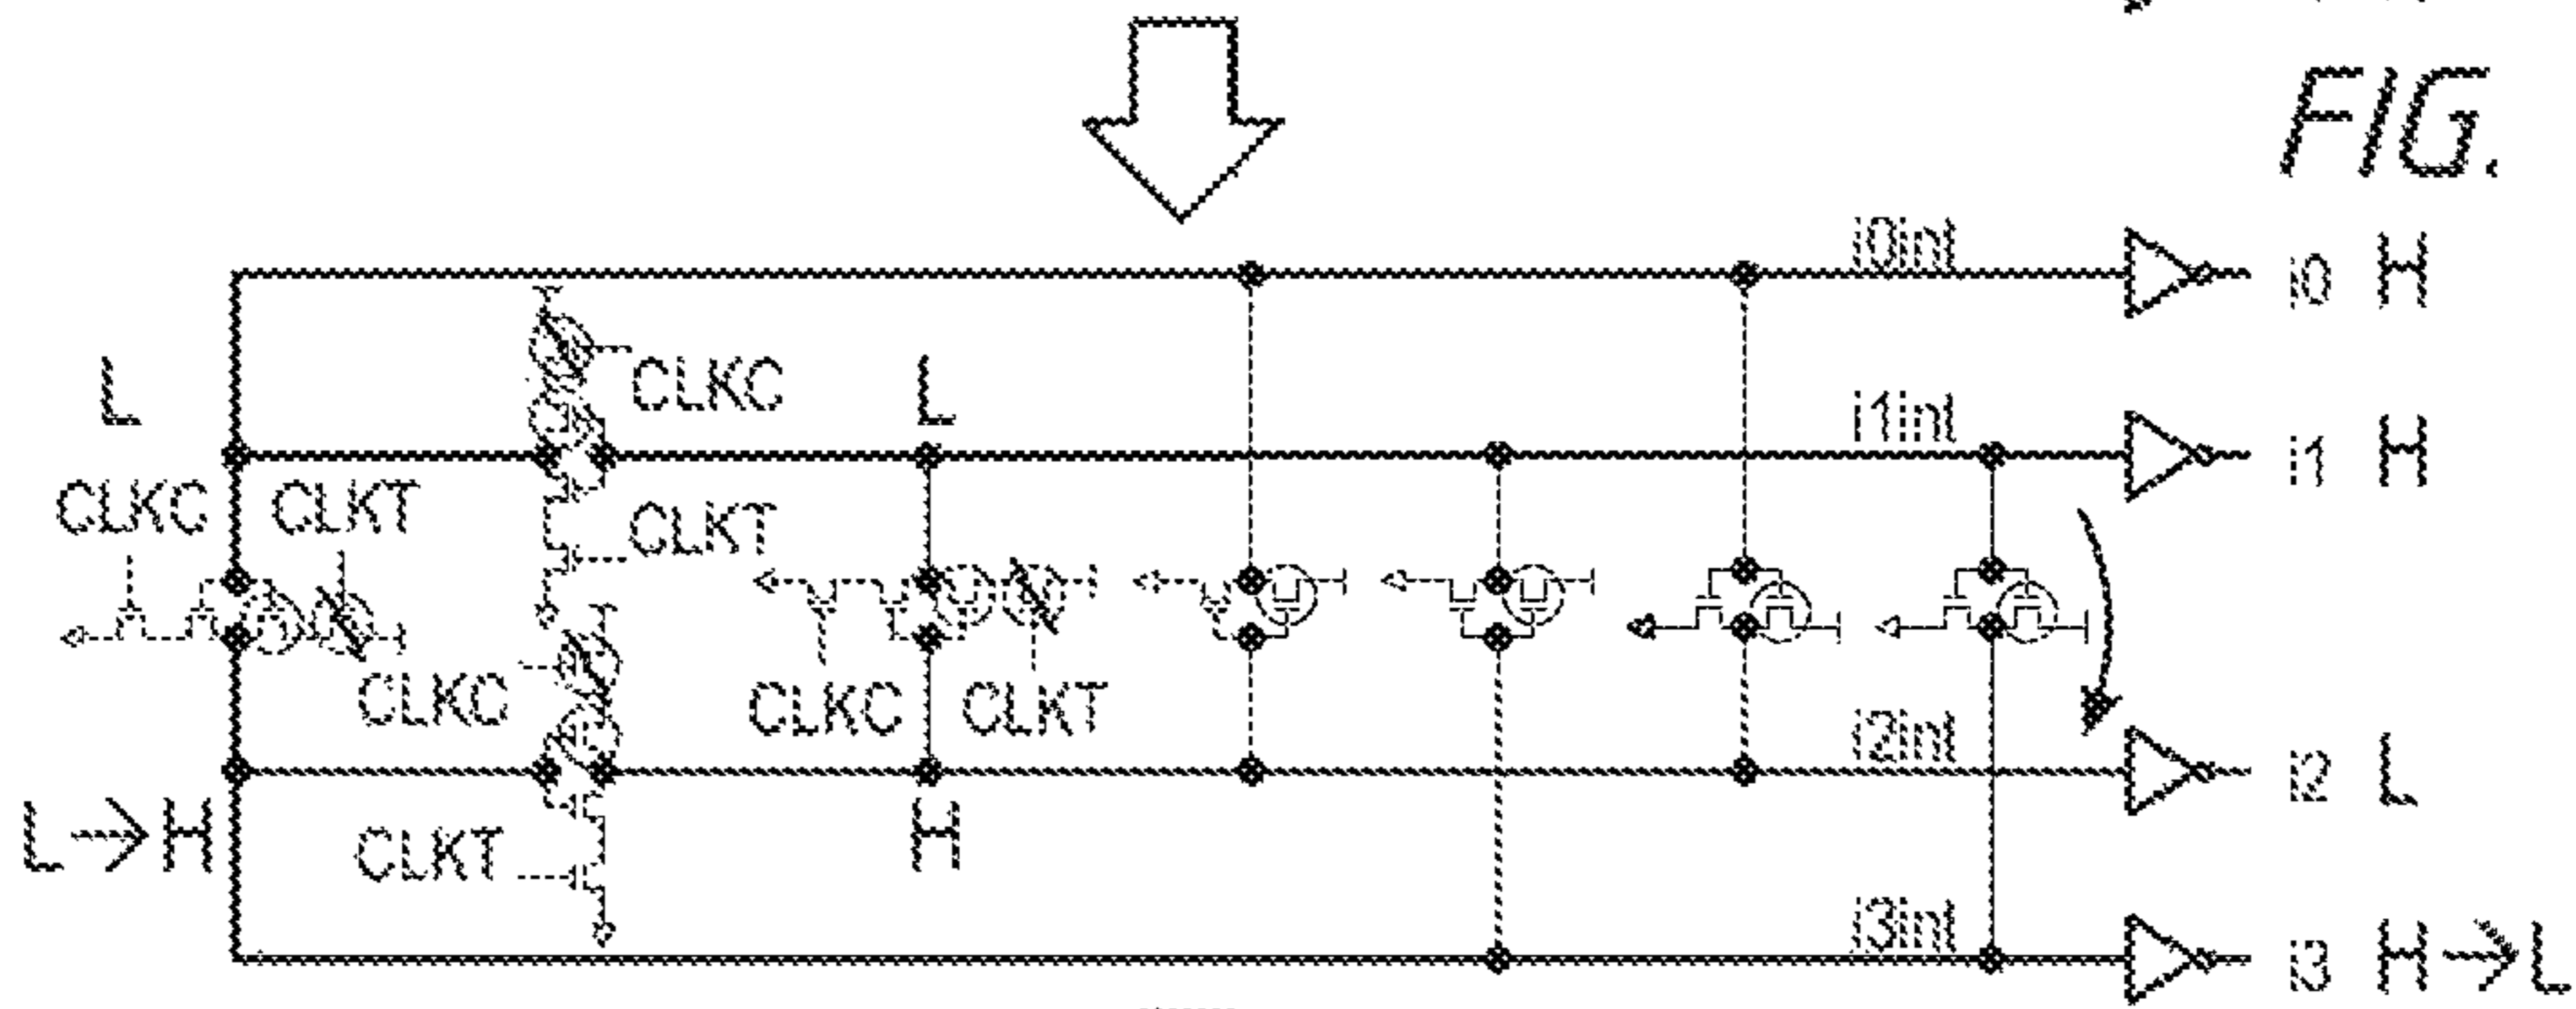 FIG.
i0int
i0 H
L
CLKC
L
i1int
i1 H
CLKC
CLKT
CLKT
CLKC
CLKC
CLKT
i2int
i2 L
L→H
CLKT
H
i3int
i3 H→L